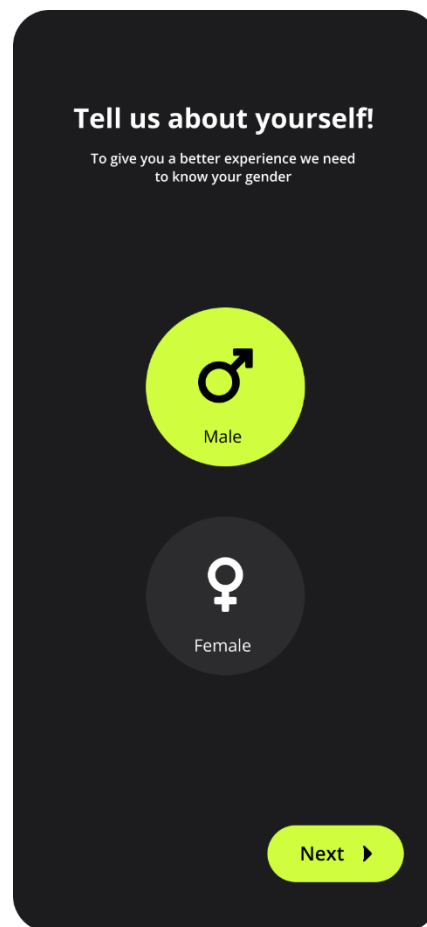 Tell us about yourself!
To give you a better experience we need
to know your gender
Male
Female
Next